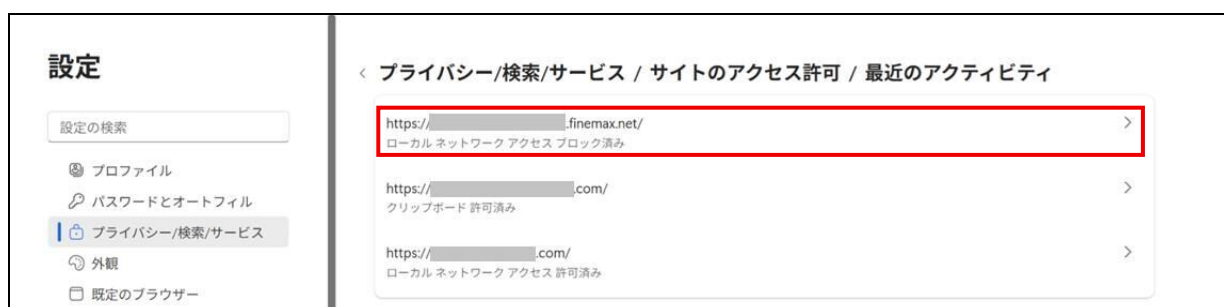 設定
設定の検索
プロファイル
パスワードとオートフィル
プライバシー/検索/サービス
外観
既定のブラウザー
プライバシー/検索/サービス / サイトのアクセス許可 / 最近のアクティビティ
https:// .finemax.net/
ローカル ネットワーク アクセス ブロック済み
https:// .com/
クリップボード 許可済み
https:// .com/
ローカル ネットワーク アクセス 許可済み